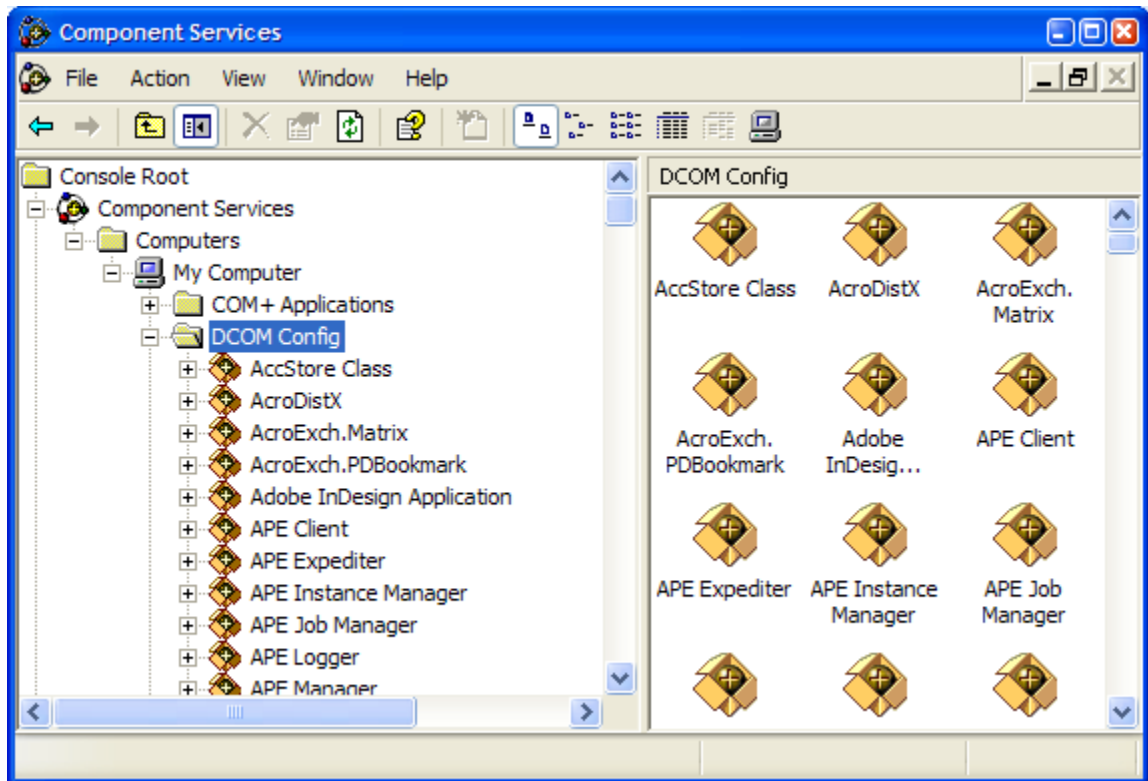 Component Services
File Action View Window Help
Console Root
Component Services
Computers
My Computer
COM+ Applications
DCOM Config
AccStore Class
AcroDistX
AcroExch.Matrix
AcroExch.PDBookmark
Adobe InDesign Application
APE Client
APE Expediter
APE Instance Manager
APE Job Manager
APE Logger
APE Manager
DCOM Config
AccStore Class
AcroDistX
AcroExch.
Matrix
AcroExch.
PDBookmark
Adobe
InDesig...
APE Client
APE Expediter
APE Instance
Manager
APE Job
Manager